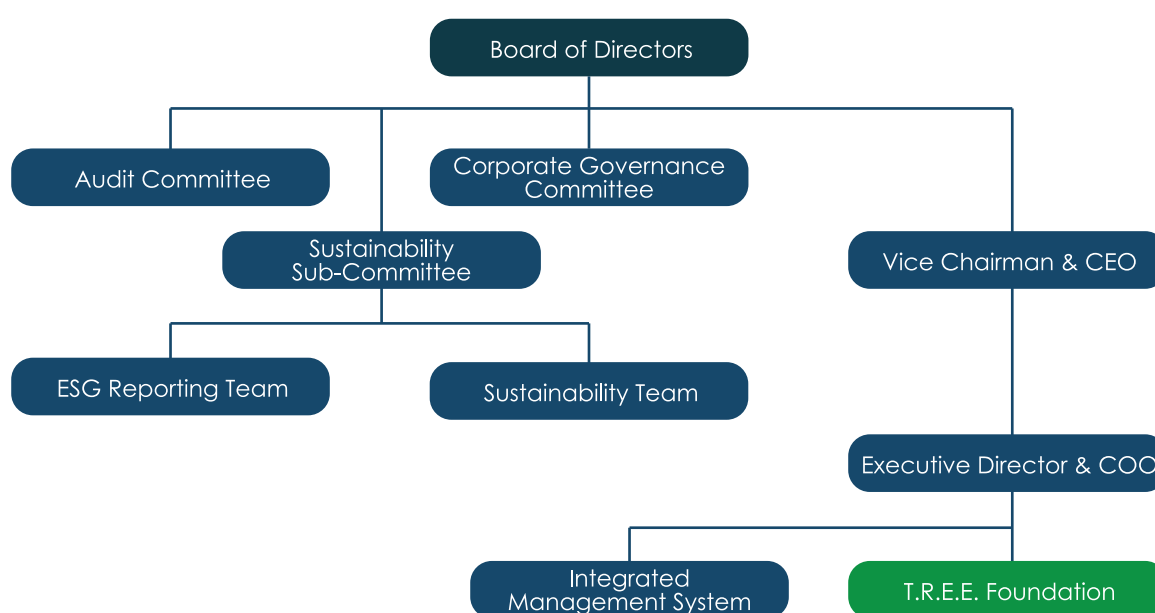 Board of Directors
Audit Committee
Corporate Governance
Committee
Sustainability
Sub-Committee
Vice Chairman & CEO
ESG Reporting Team
Sustainability Team
Executive Director & COO
Integrated
Management System
T.R.E.E. Foundation